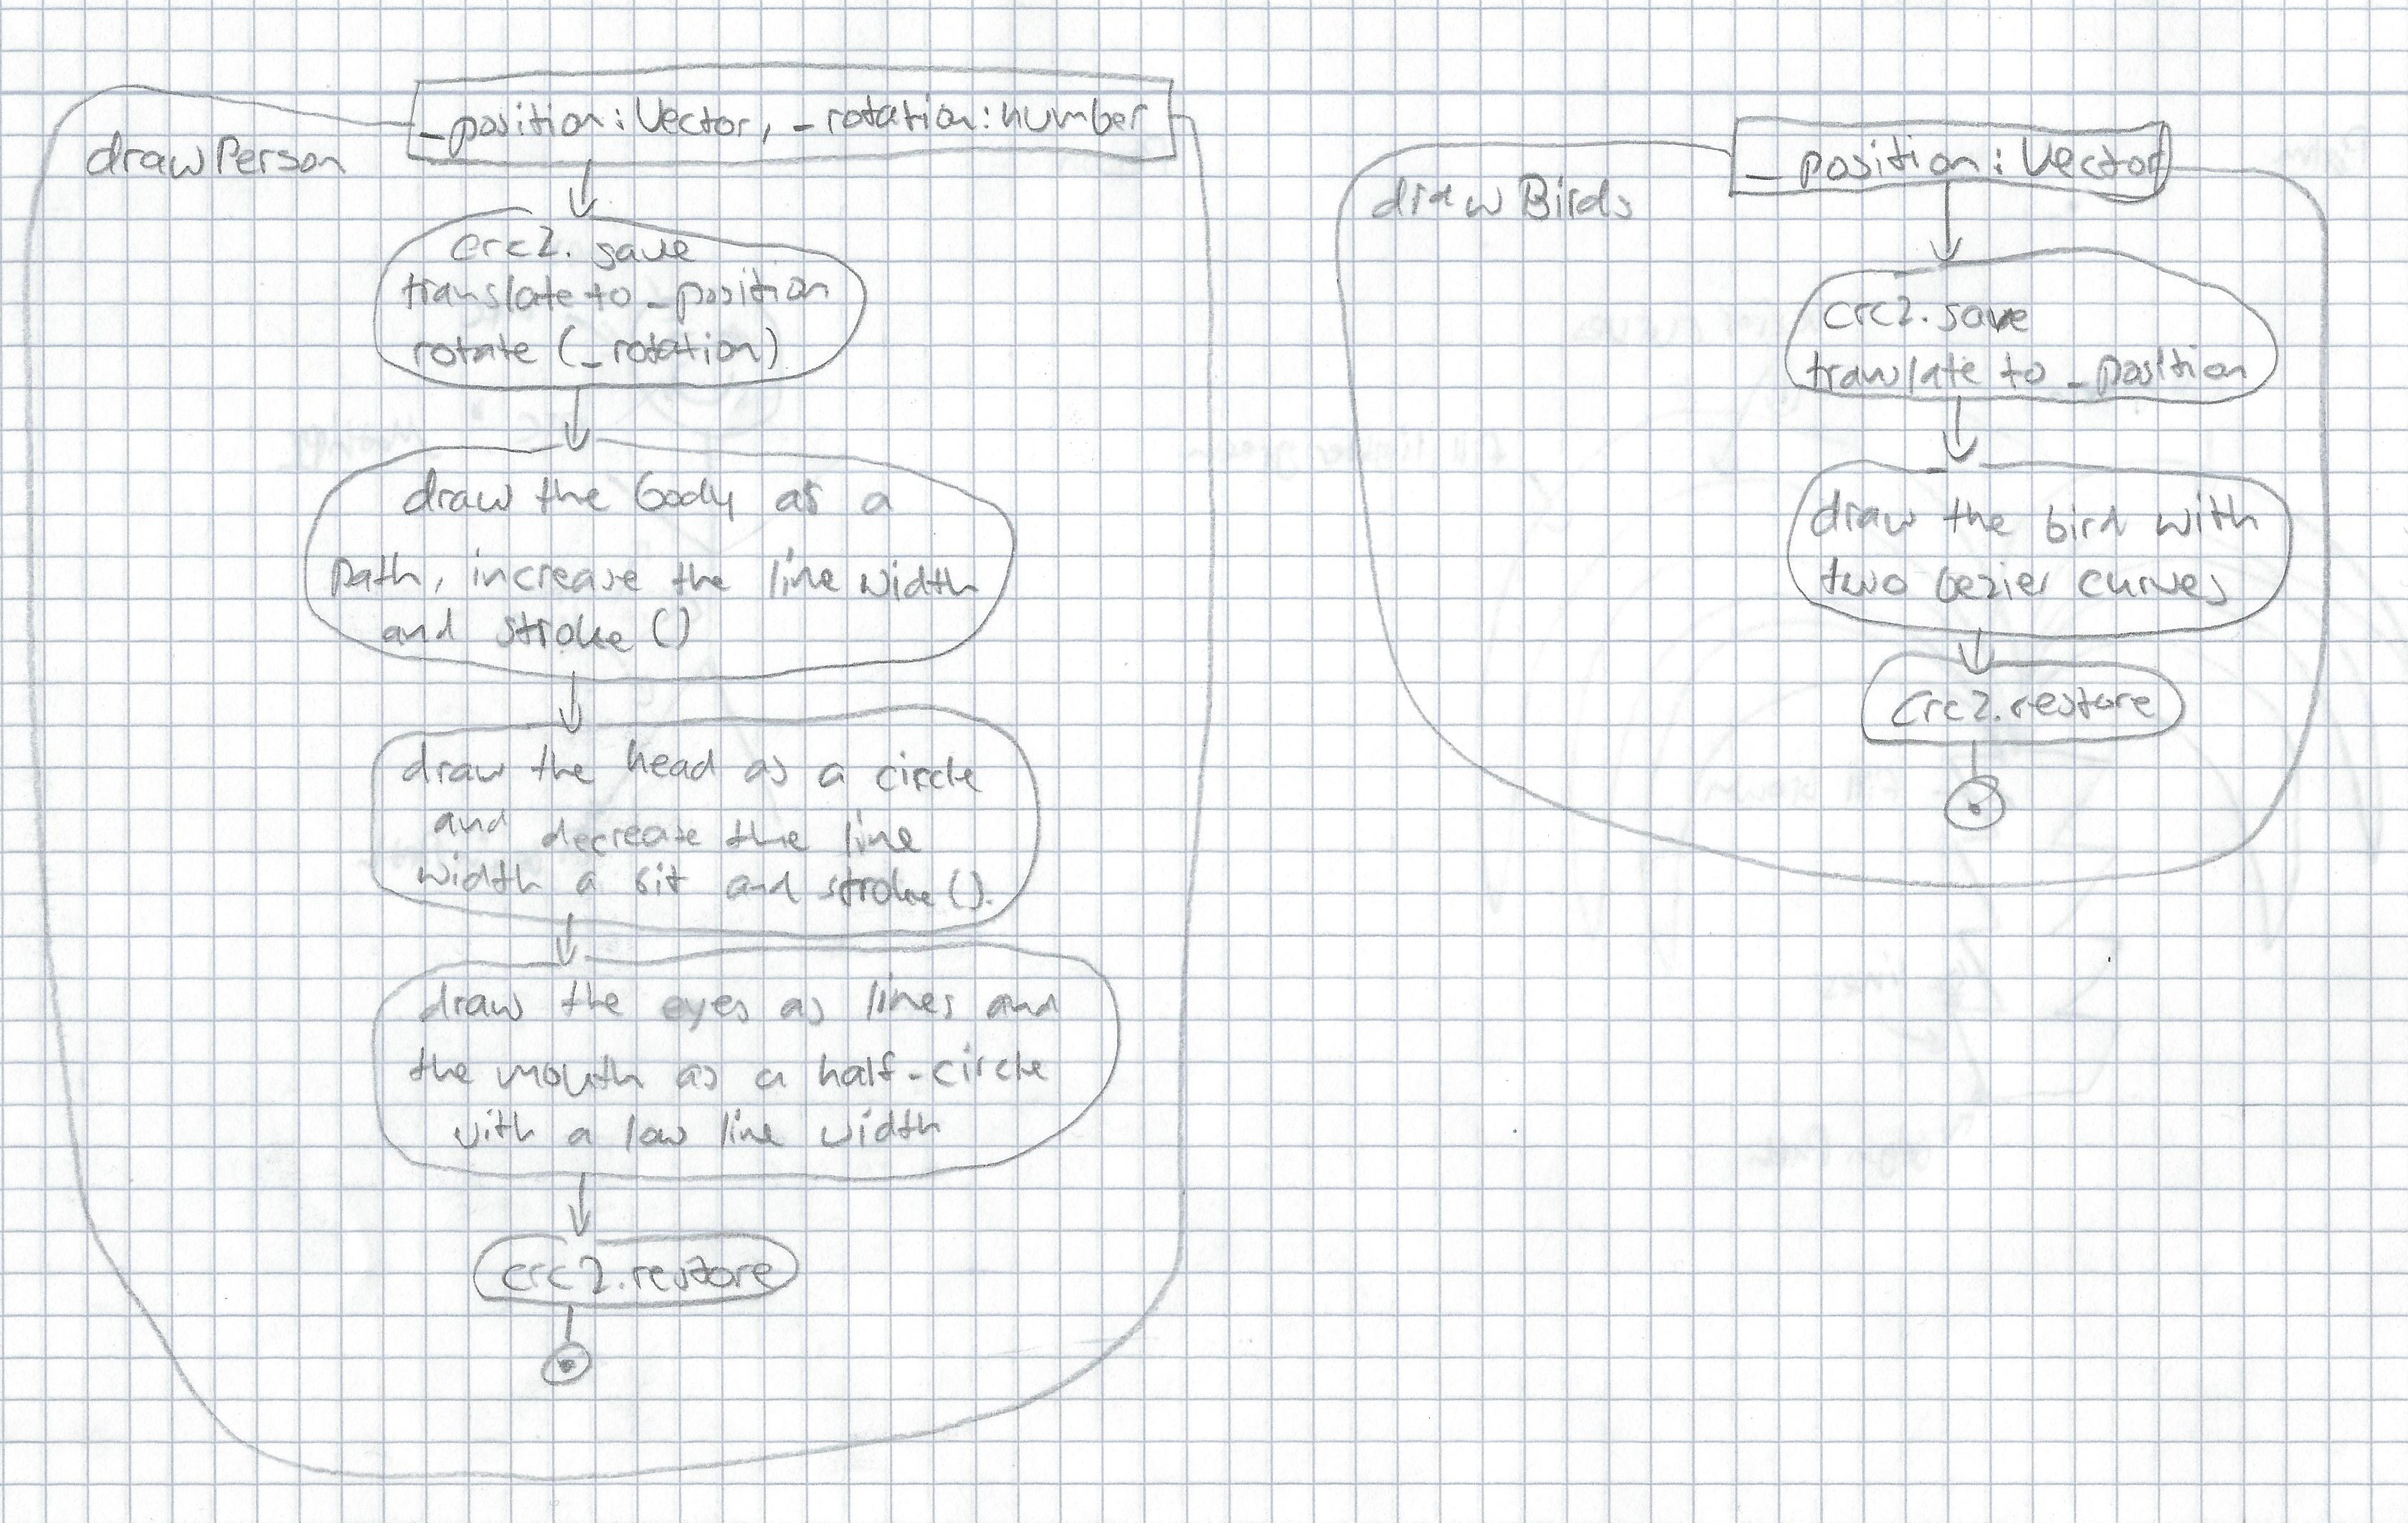 _position: Vector, _rotation: number
drawPerson
crc2. save
translate to _position
rotate (_rotation)
draw the body as a
path, increase the line width
and stroke ()
draw the head as a circle
and decrease the line
width a bit and stroke ().
draw the eyes as lines and
the mouth as a half-circle
with a low line width
crc2.restore
_position: Vector
drawBirds
crc2. save
translate to _position
draw the bird with
two bezier curves
crc2.restore